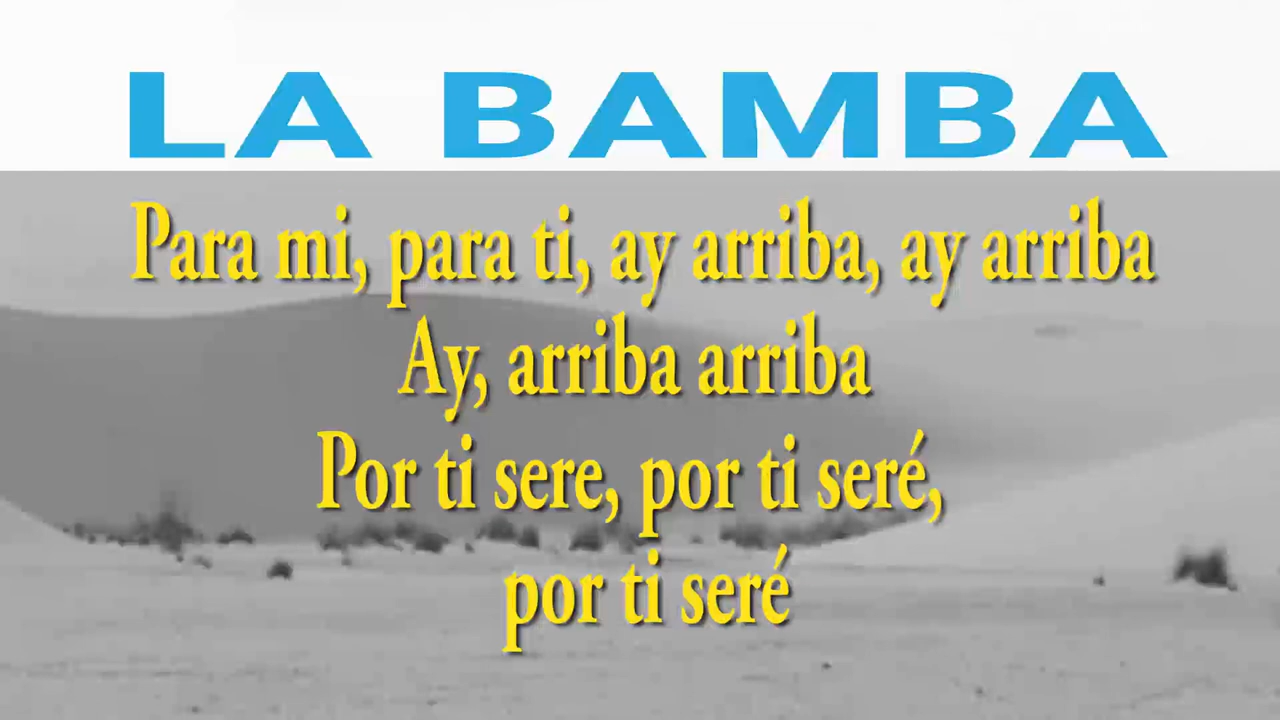 LA BAMBA
Para mi, para ti, ay arriba, ay arriba
Ay, arriba arriba
Por ti sere, por ti seré,
por ti seré